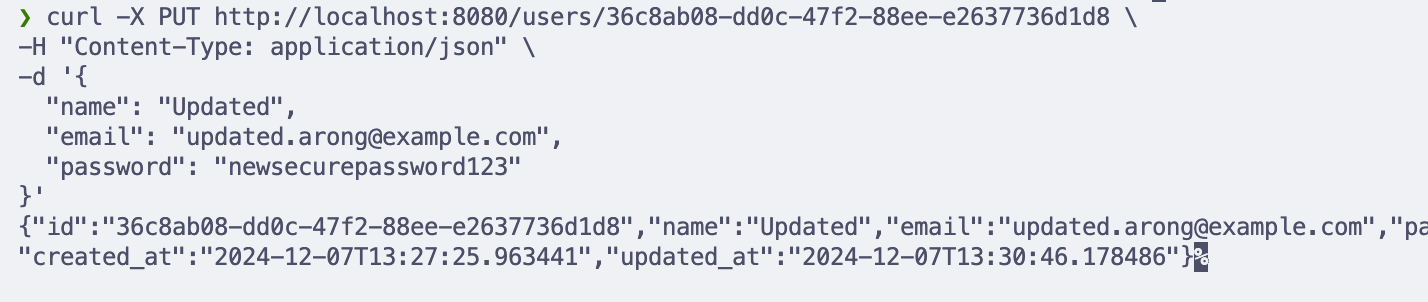 ❯ curl -X PUT http://localhost:8080/users/36c8ab08-dd0c-47f2-88ee-e2637736d1d8 \
-H "Content-Type: application/json" \
-d '{
  "name": "Updated",
  "email": "updated.arong@example.com",
  "password": "newsecurepassword123"
}'
{"id":"36c8ab08-dd0c-47f2-88ee-e2637736d1d8","name":"Updated","email":"updated.arong@example.com","pa
"created_at":"2024-12-07T13:27:25.963441","updated_at":"2024-12-07T13:30:46.178486"}%